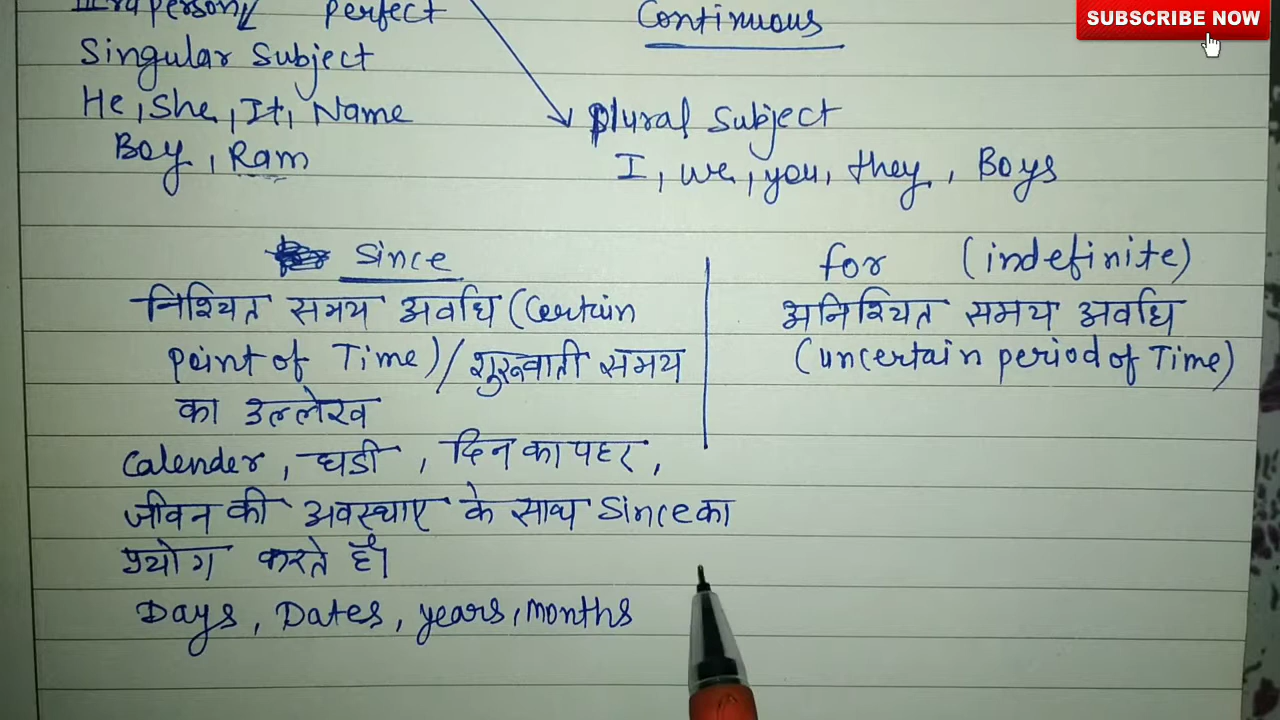 IIIrd person perfect
Continuous
SUBSCRIBE NOW
Singular Subject
He, She, It, Name
Boy, Ram
Plural Subject
I, we, you, they, Boys
Since
निश्चित समय अवधि (Certain
Point of Time)/शुरूवाती समय
का उल्लेख
Calender, घडी, दिन का पहर,
जीवन की अवस्थाए के साथ Since का
प्रयोग करते है।
Days, Dates, years, Months
for (indefinite)
अनिश्चित समय अवधि
(uncertain period of Time)